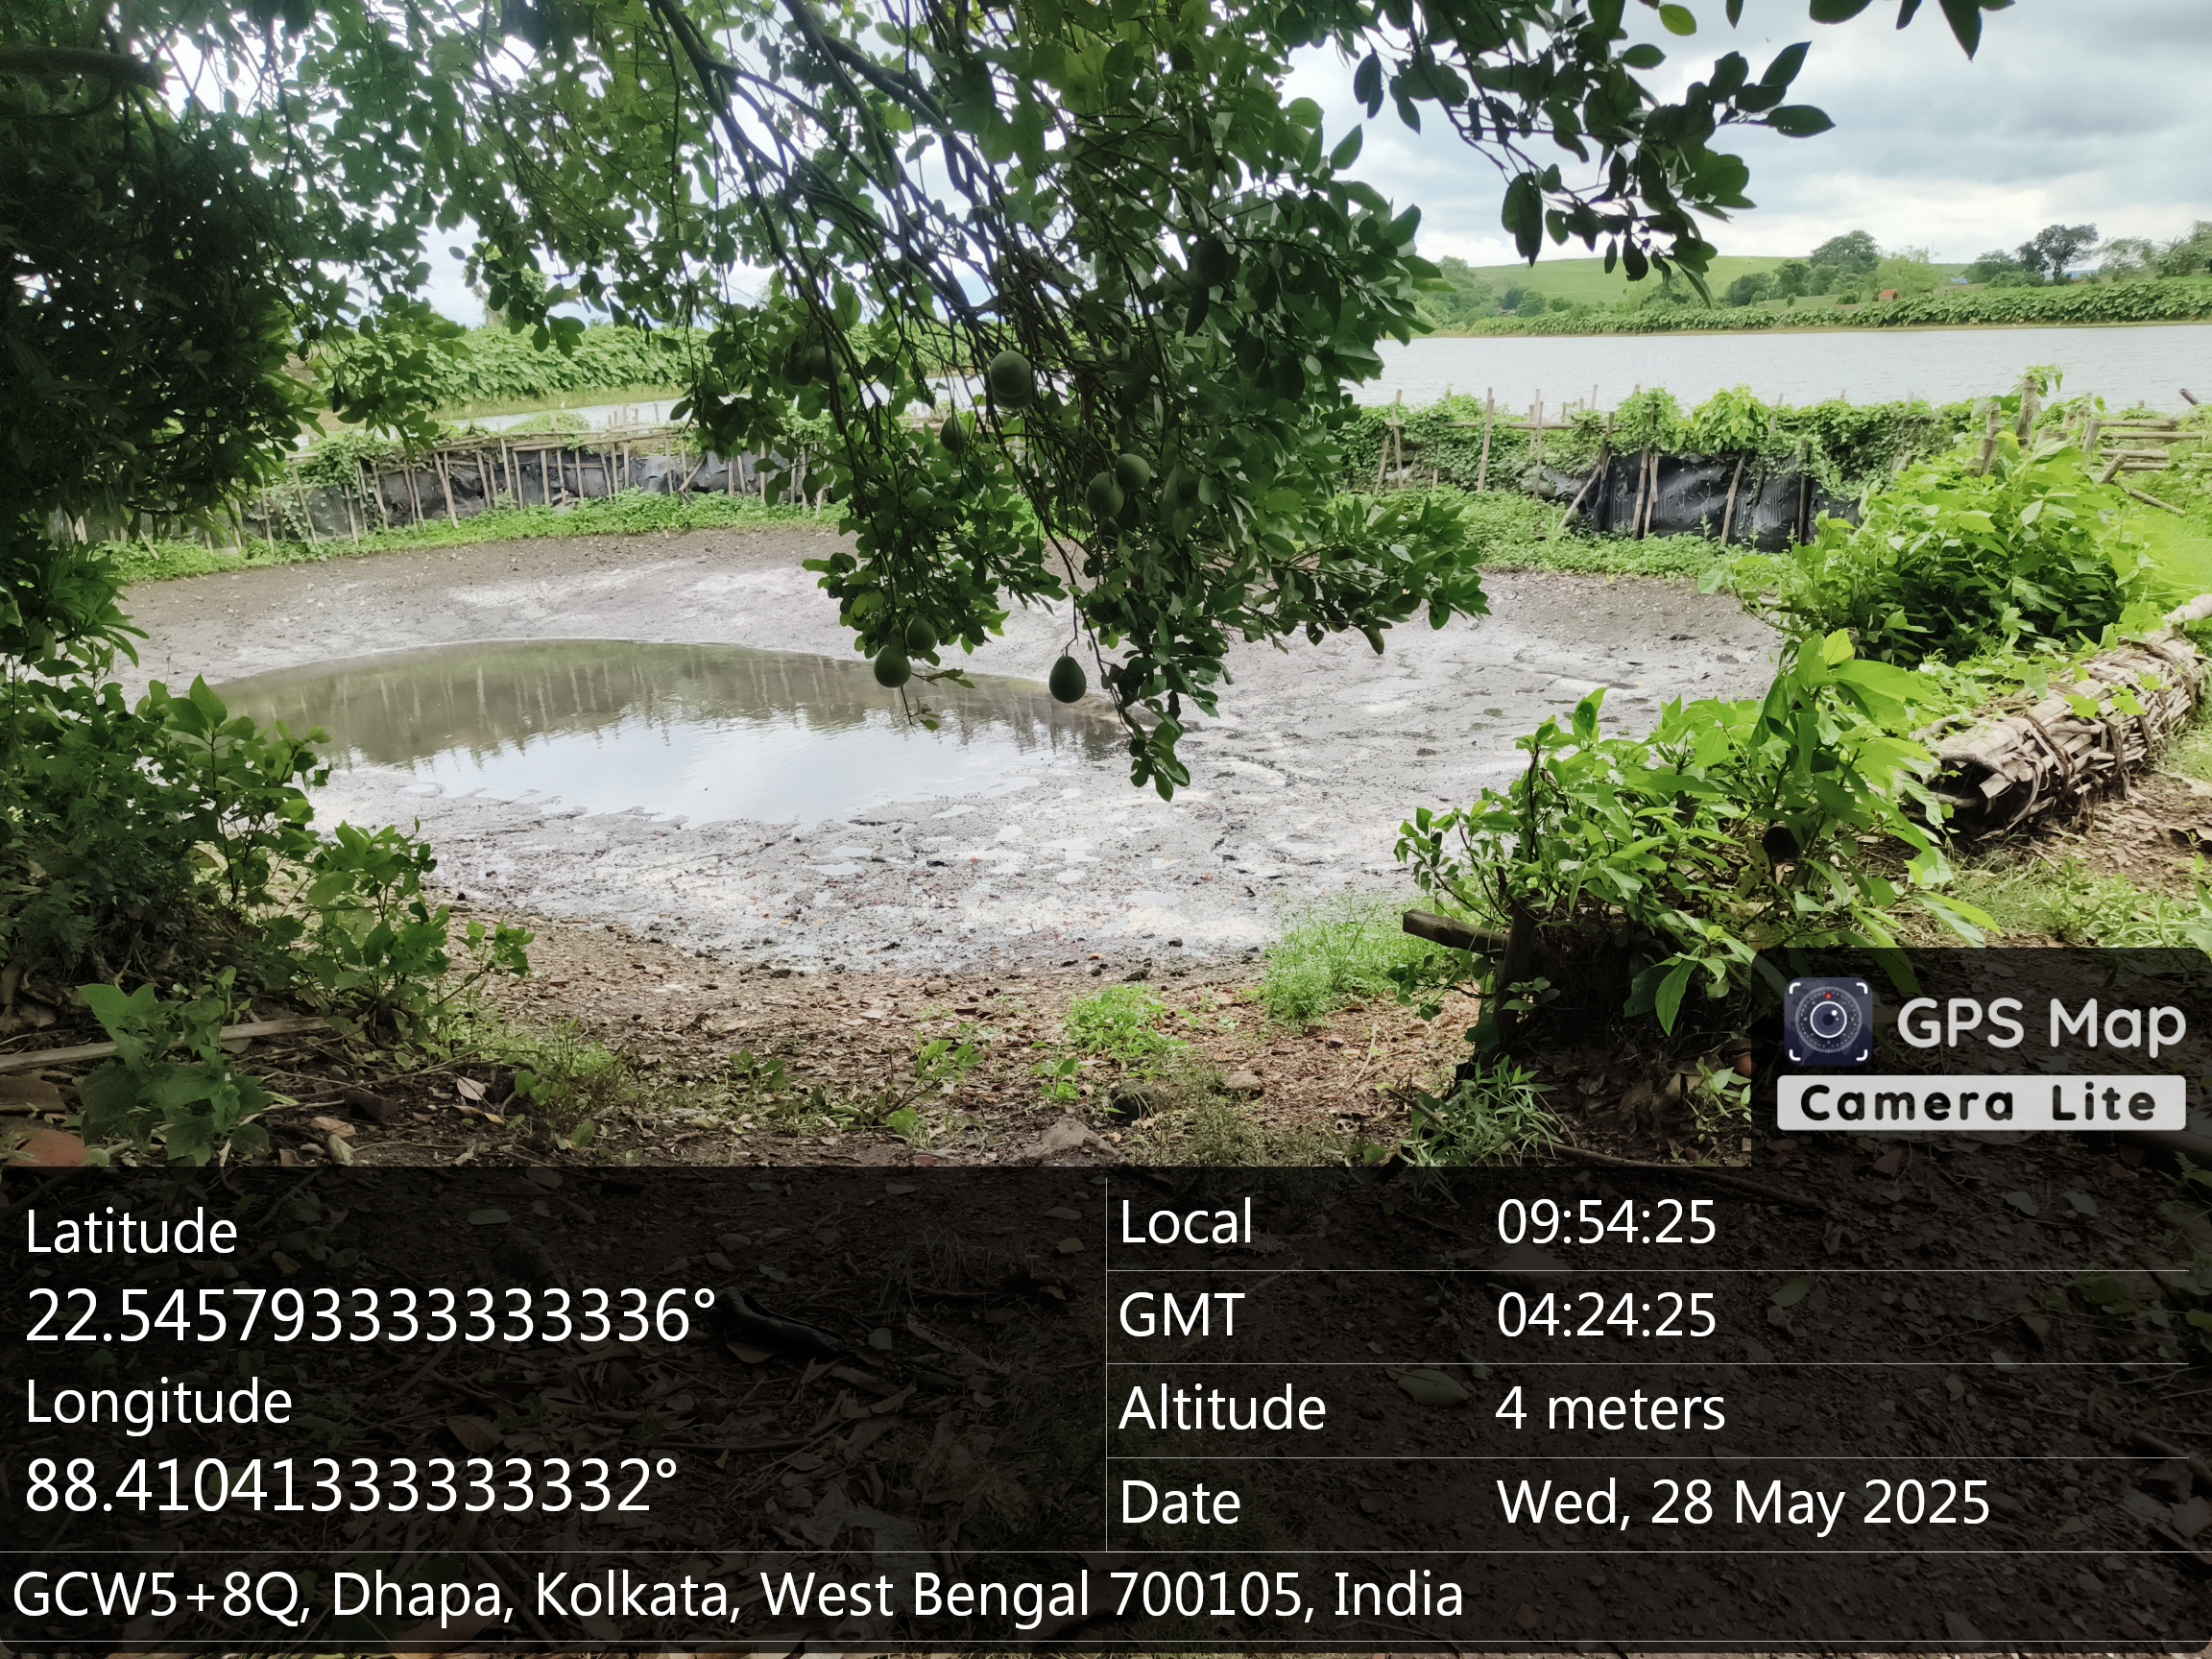 GPS Map
Camera Lite
Latitude
22.545793333333336°
Longitude
88.41041333333332°
Local 09:54:25
GMT 04:24:25
Altitude 4 meters
Date Wed, 28 May 2025
GCW5+8Q, Dhapa, Kolkata, West Bengal 700105, India